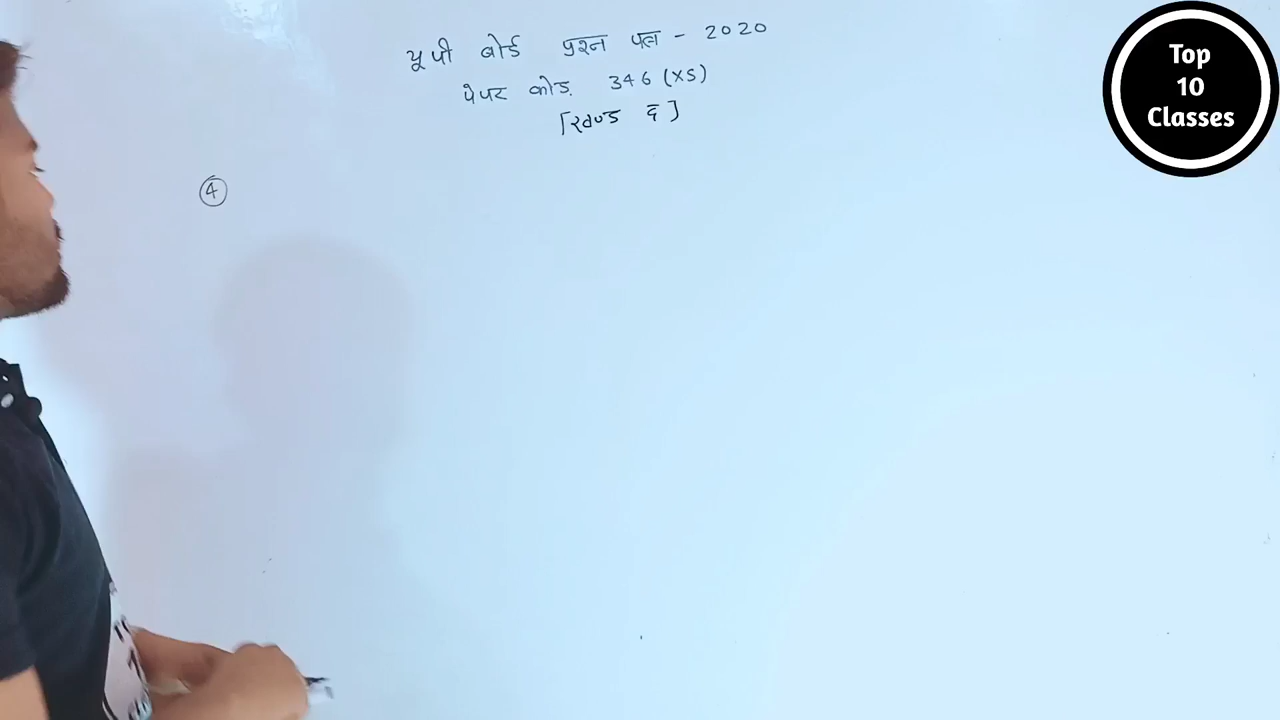 यू पी बोर्ड प्रश्न पत्र - 2020
पेपर कोड. 346 (XS)
[खण्ड द]
④
Top
10
Classes